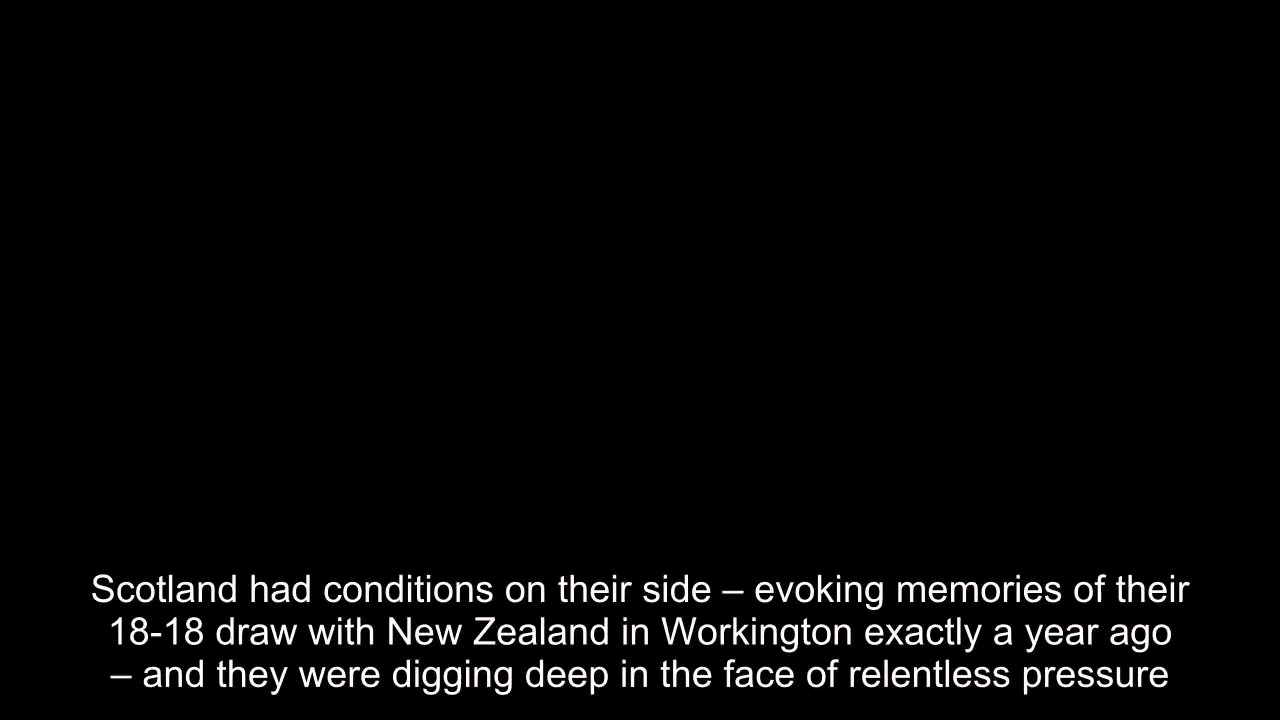 Scotland had conditions on their side – evoking memories of their
18-18 draw with New Zealand in Workington exactly a year ago
– and they were digging deep in the face of relentless pressure